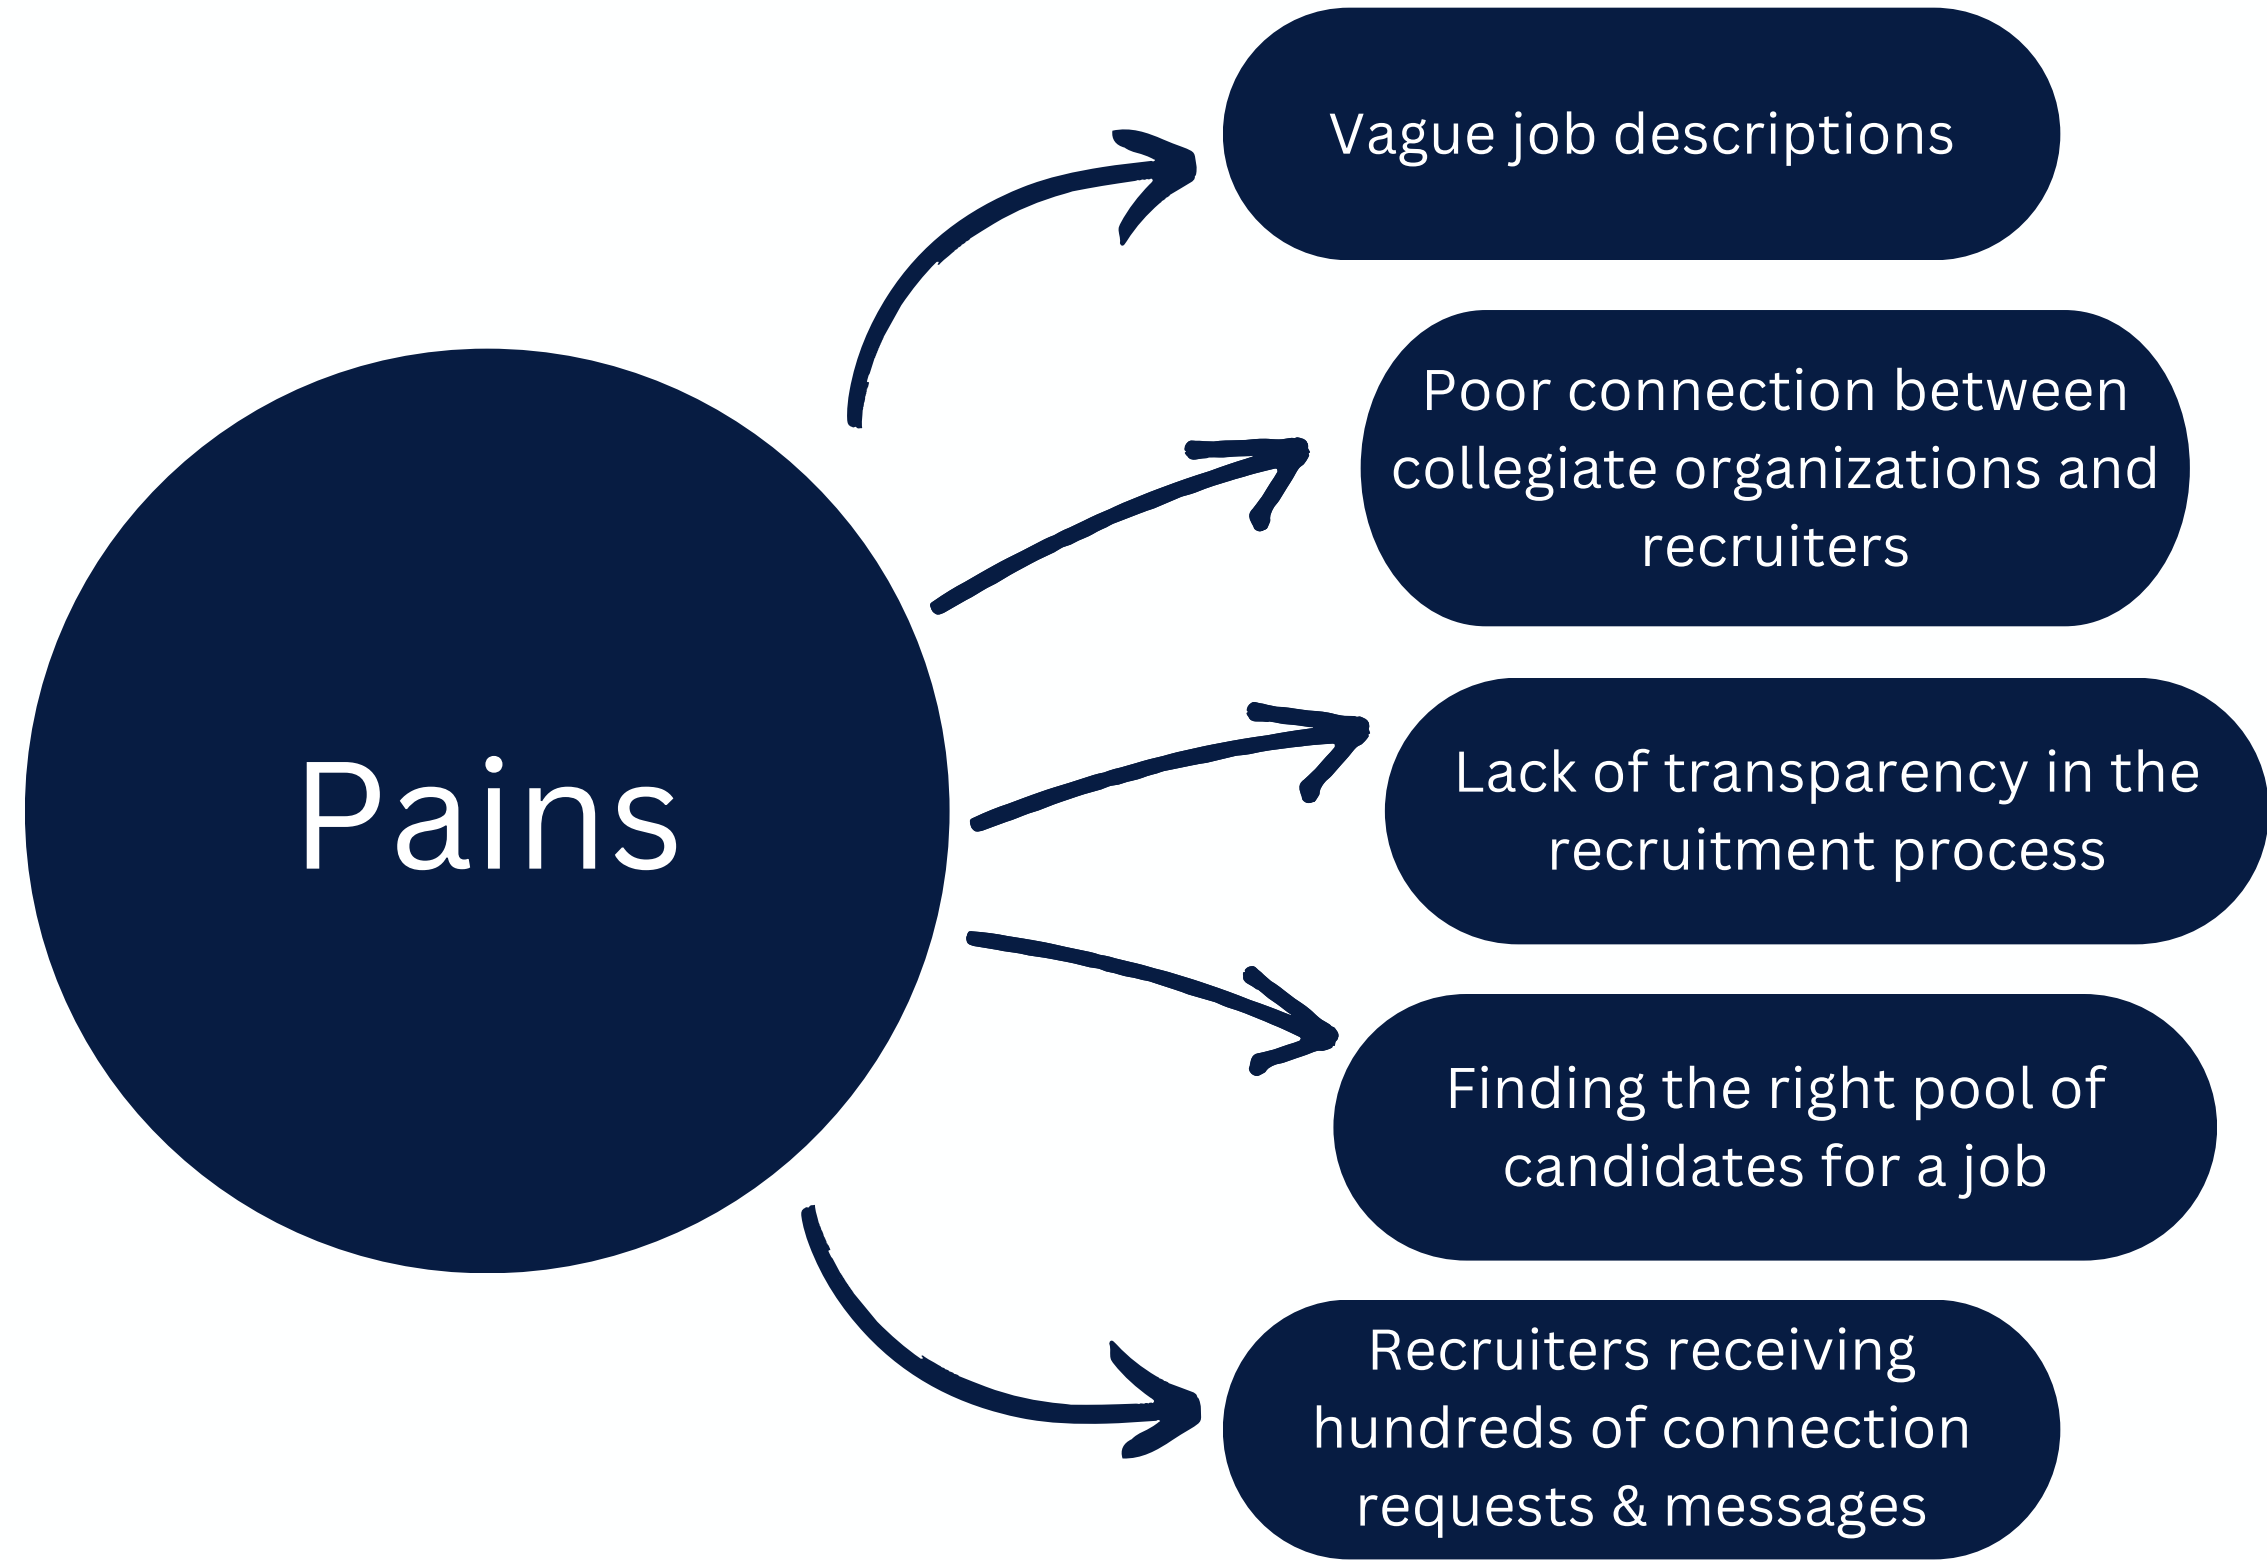 Pains
Vague job descriptions
Poor connection between
collegiate organizations and
recruiters
Lack of transparency in the
recruitment process
Finding the right pool of
candidates for a job
Recruiters receiving
hundreds of connection
requests & messages